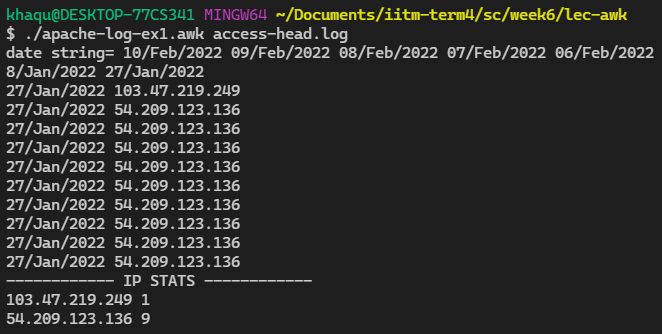 khaqu@DESKTOP-77CS341 MINGW64 ~/Documents/iitm-term4/sc/week6/lec-awk
$ ./apache-log-ex1.awk access-head.log
date string= 10/Feb/2022 09/Feb/2022 08/Feb/2022 07/Feb/2022 06/Feb/2022
8/Jan/2022 27/Jan/2022
27/Jan/2022 103.47.219.249
27/Jan/2022 54.209.123.136
27/Jan/2022 54.209.123.136
27/Jan/2022 54.209.123.136
27/Jan/2022 54.209.123.136
27/Jan/2022 54.209.123.136
27/Jan/2022 54.209.123.136
27/Jan/2022 54.209.123.136
27/Jan/2022 54.209.123.136
27/Jan/2022 54.209.123.136
------------ IP STATS ------------
103.47.219.249 1
54.209.123.136 9